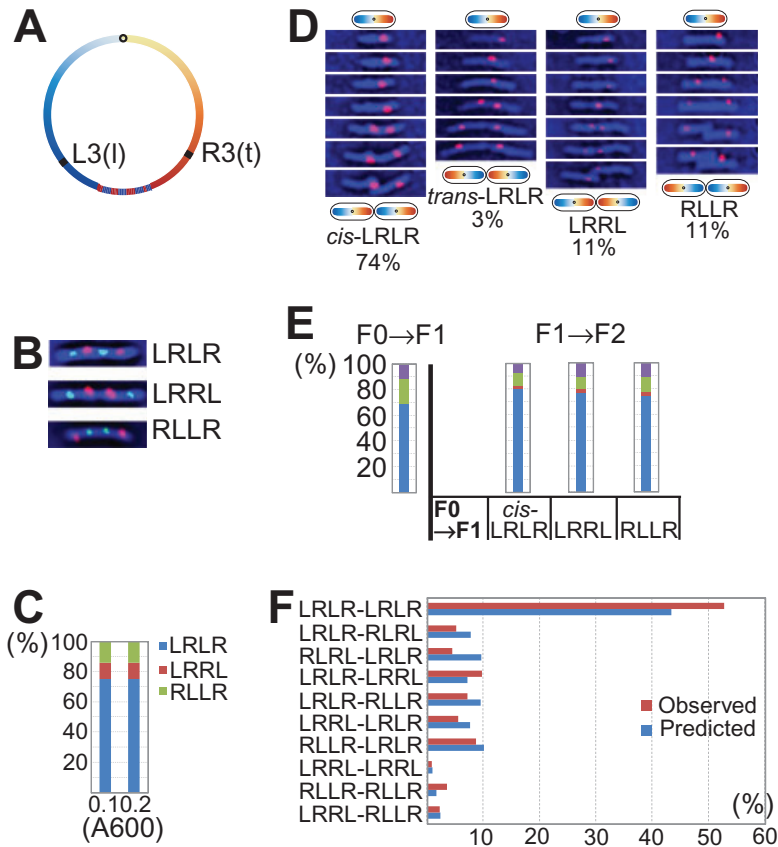 A
L3(l)
R3(t)
D
cis-LRLR
74%
trans-LRLR
3%
LRRL
11%
RLLR
11%
B
LRLR
LRRL
RLLR
E
F0→F1
F1→F2
(%)
100
80
60
40
20
F0
→F1
cis-
LRLR
LRRL
RLLR
C
(%)
100
80
60
40
20
0.10.2
(A600)
LRLR
LRRL
RLLR
F
LRLR-LRLR
LRLR-RLRL
RLRL-LRLR
LRLR-LRRL
LRLR-RLLR
LRRL-LRLR
RLLR-LRLR
LRRL-LRRL
RLLR-RLLR
LRRL-RLLR
Observed
Predicted
(%)
10 20 30 40 50 60